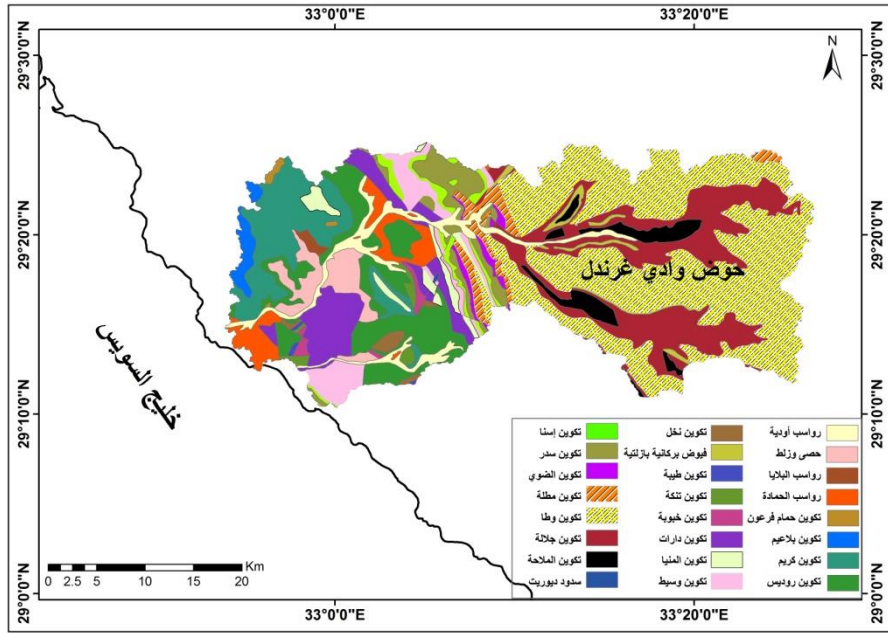 33°0'0"E
33°20'0"E
N
29°30'0"N
29°30'0"N
29°20'0"N
29°20'0"N
حوض وادي غرندل
خليج السويس
29°10'0"N
29°10'0"N
رواسب أودية
تكوين نخل
تكوين إسنا
حصى وزلط
فيوض بركانية بازلتية
تكوين سدر
رواسب البلايا
تكوين طيبة
تكوين الضوي
رواسب الحمادة
تكوين تنكة
تكوين مطلة
تكوين حمام فرعون
تكوين خبوبة
تكوين وطا
تكوين بلاعيم
تكوين دارات
تكوين جلالة
تكوين كريم
تكوين المنيا
تكوين الملاحة
تكوين روديس
تكوين وسيط
سدود ديوريت
Km
0 2.5 5 10 15 20
29°0'0"N
29°0'0"N
33°0'0"E
33°20'0"E